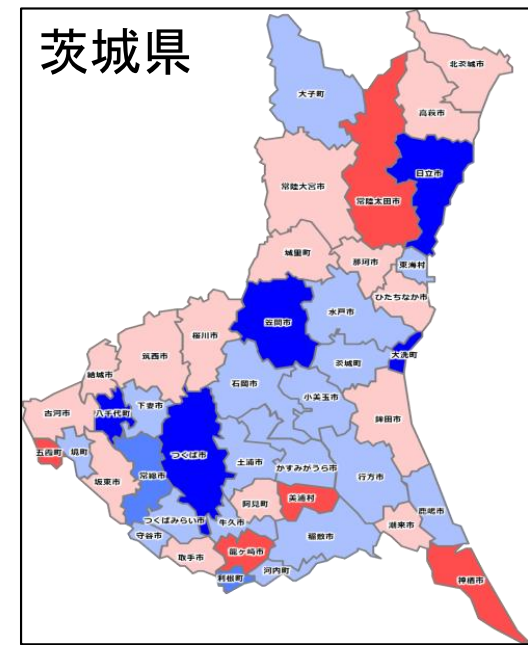 茨城県
北茨城市
大子町
高萩市
日立市
常陸大宮市
常陸太田市
城里町
那珂市
東海村
ひたちなか市
水戸市
笠間市
桜川市
筑西市
大洗町
茨城町
結城市
石岡市
小美玉市
下妻市
八千代町
古河市
鉾田市
つくば市
五霞町
境町
土浦市
かすみがうら市
行方市
常総市
坂東市
美浦村
阿見町
鹿嶋市
つくばみらい市
牛久市
潮来市
守谷市
稲敷市
取手市
龍ヶ崎市
河内町
利根町
神栖市